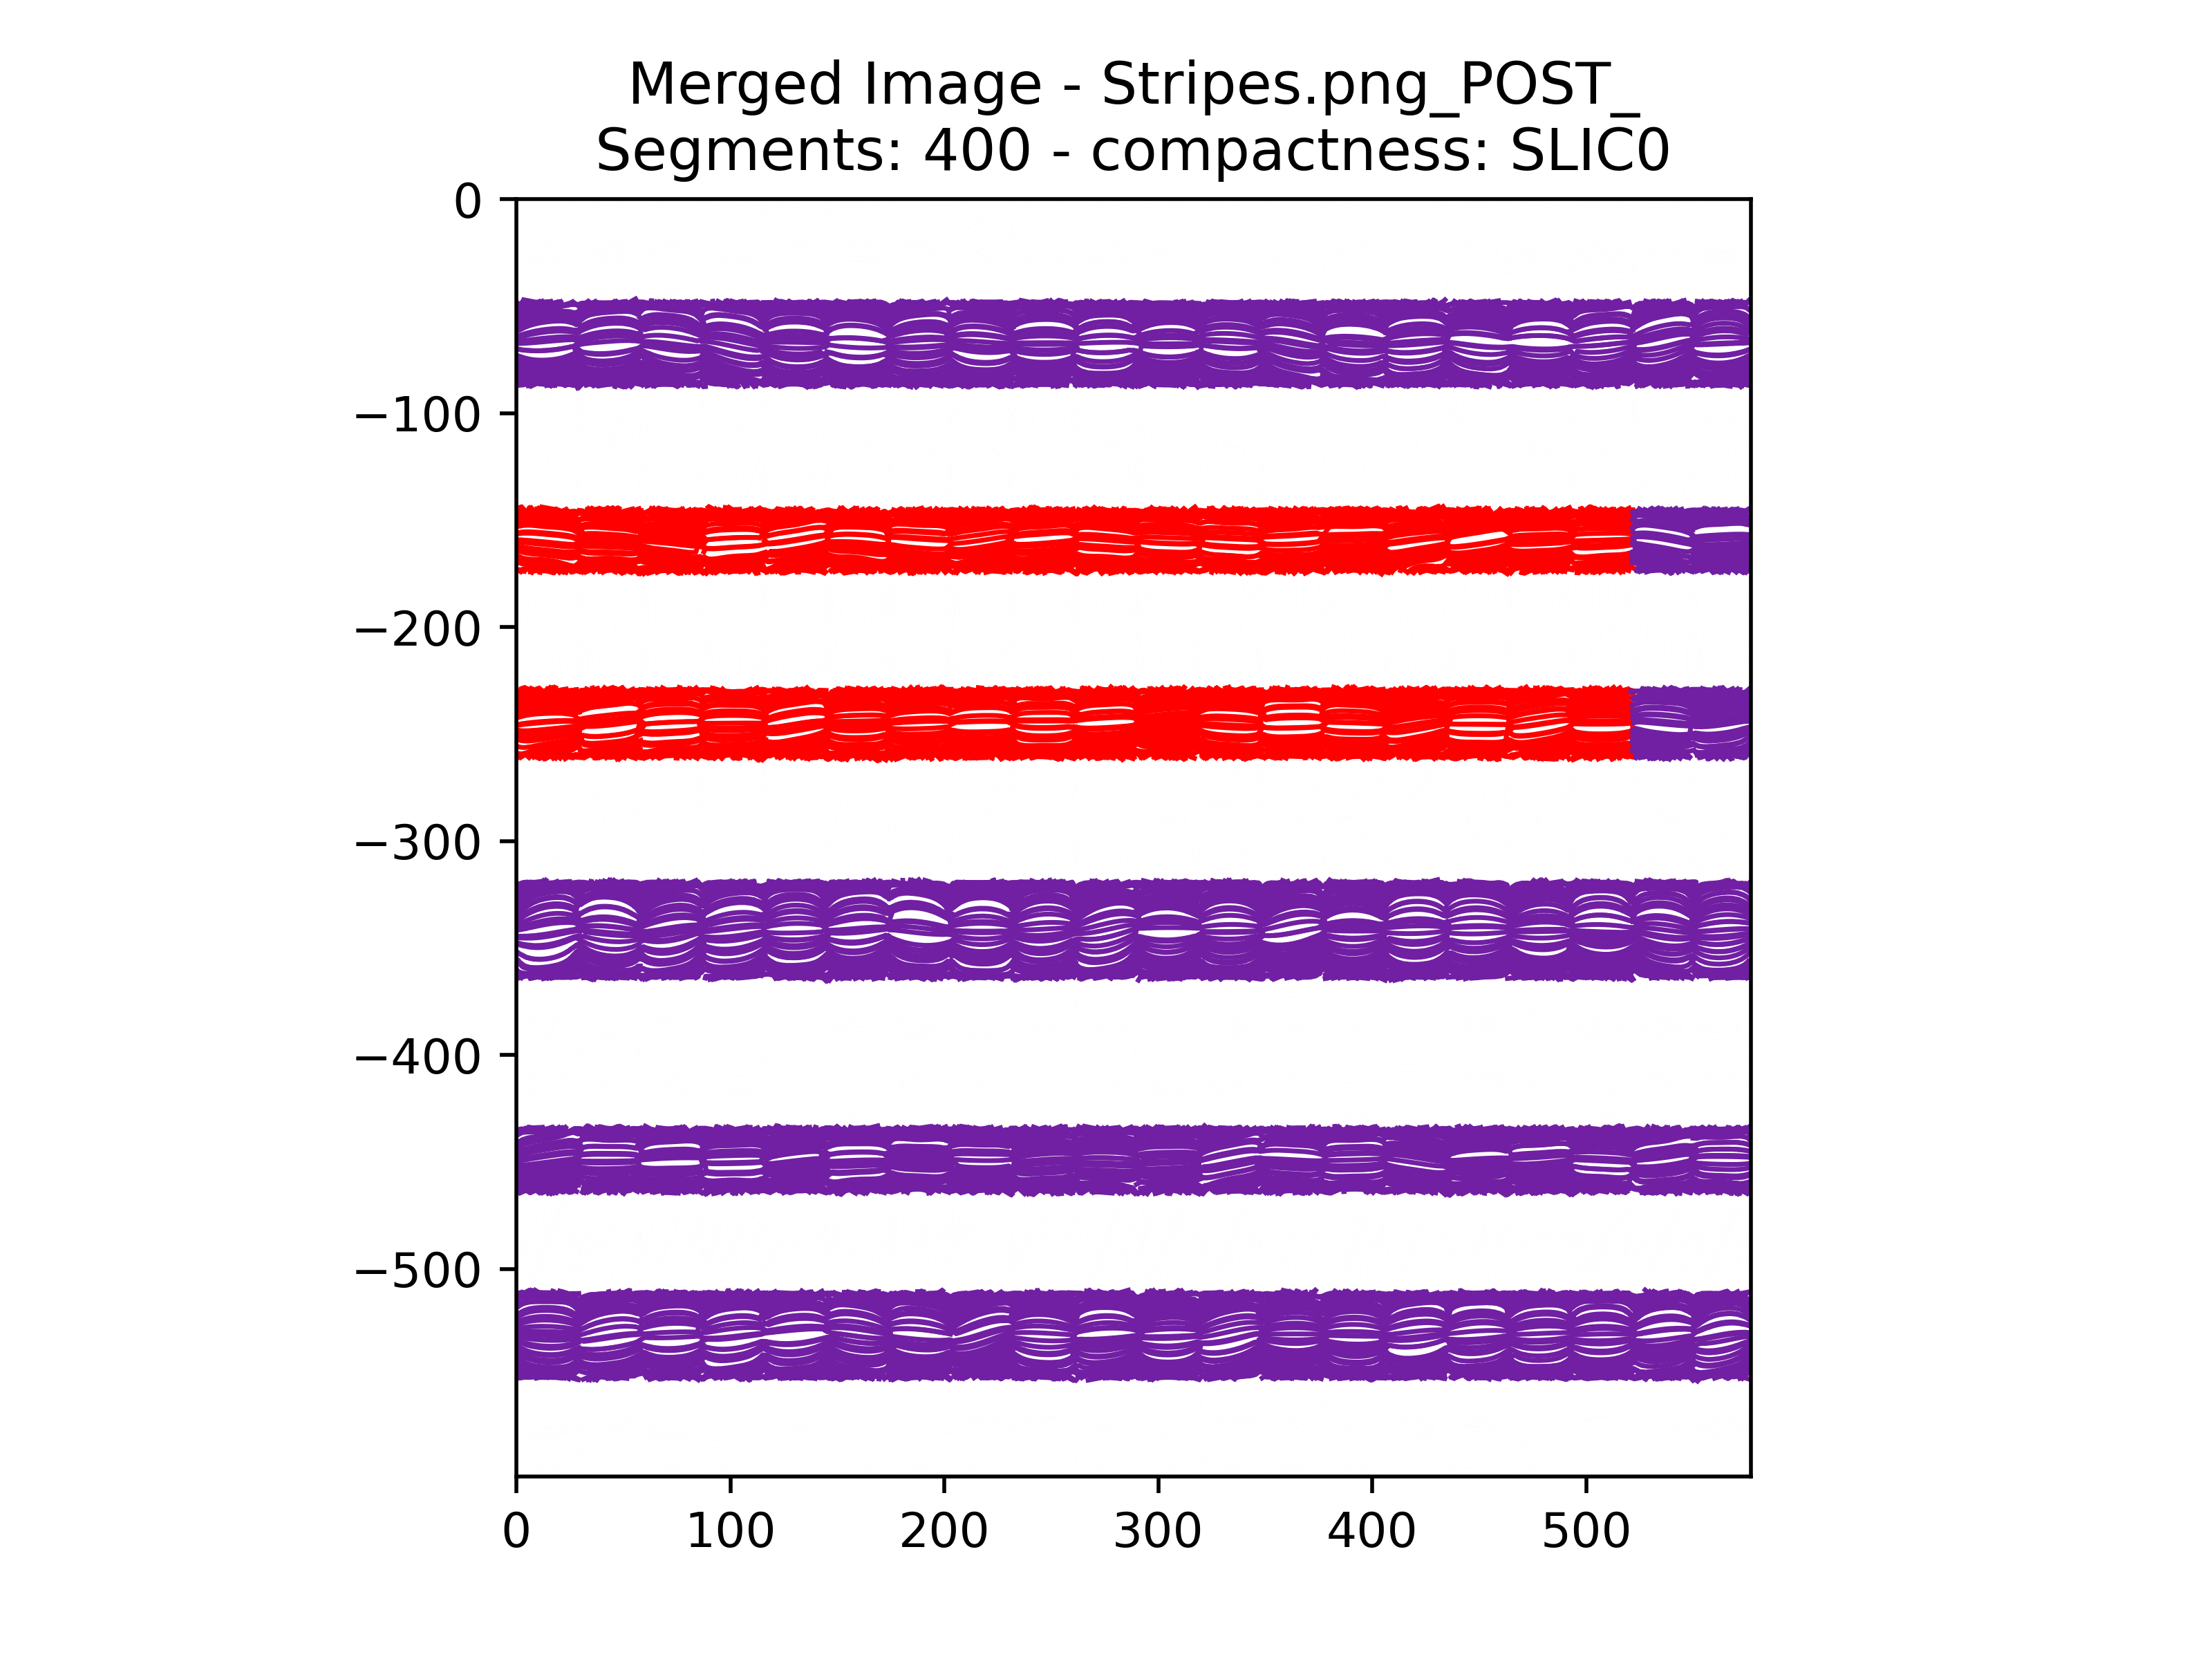 Merged Image - Stripes.png_POST_
Segments: 400 - compactness: SLIC0
0
−100
−200
−300
−400
−500
0 100 200 300 400 500